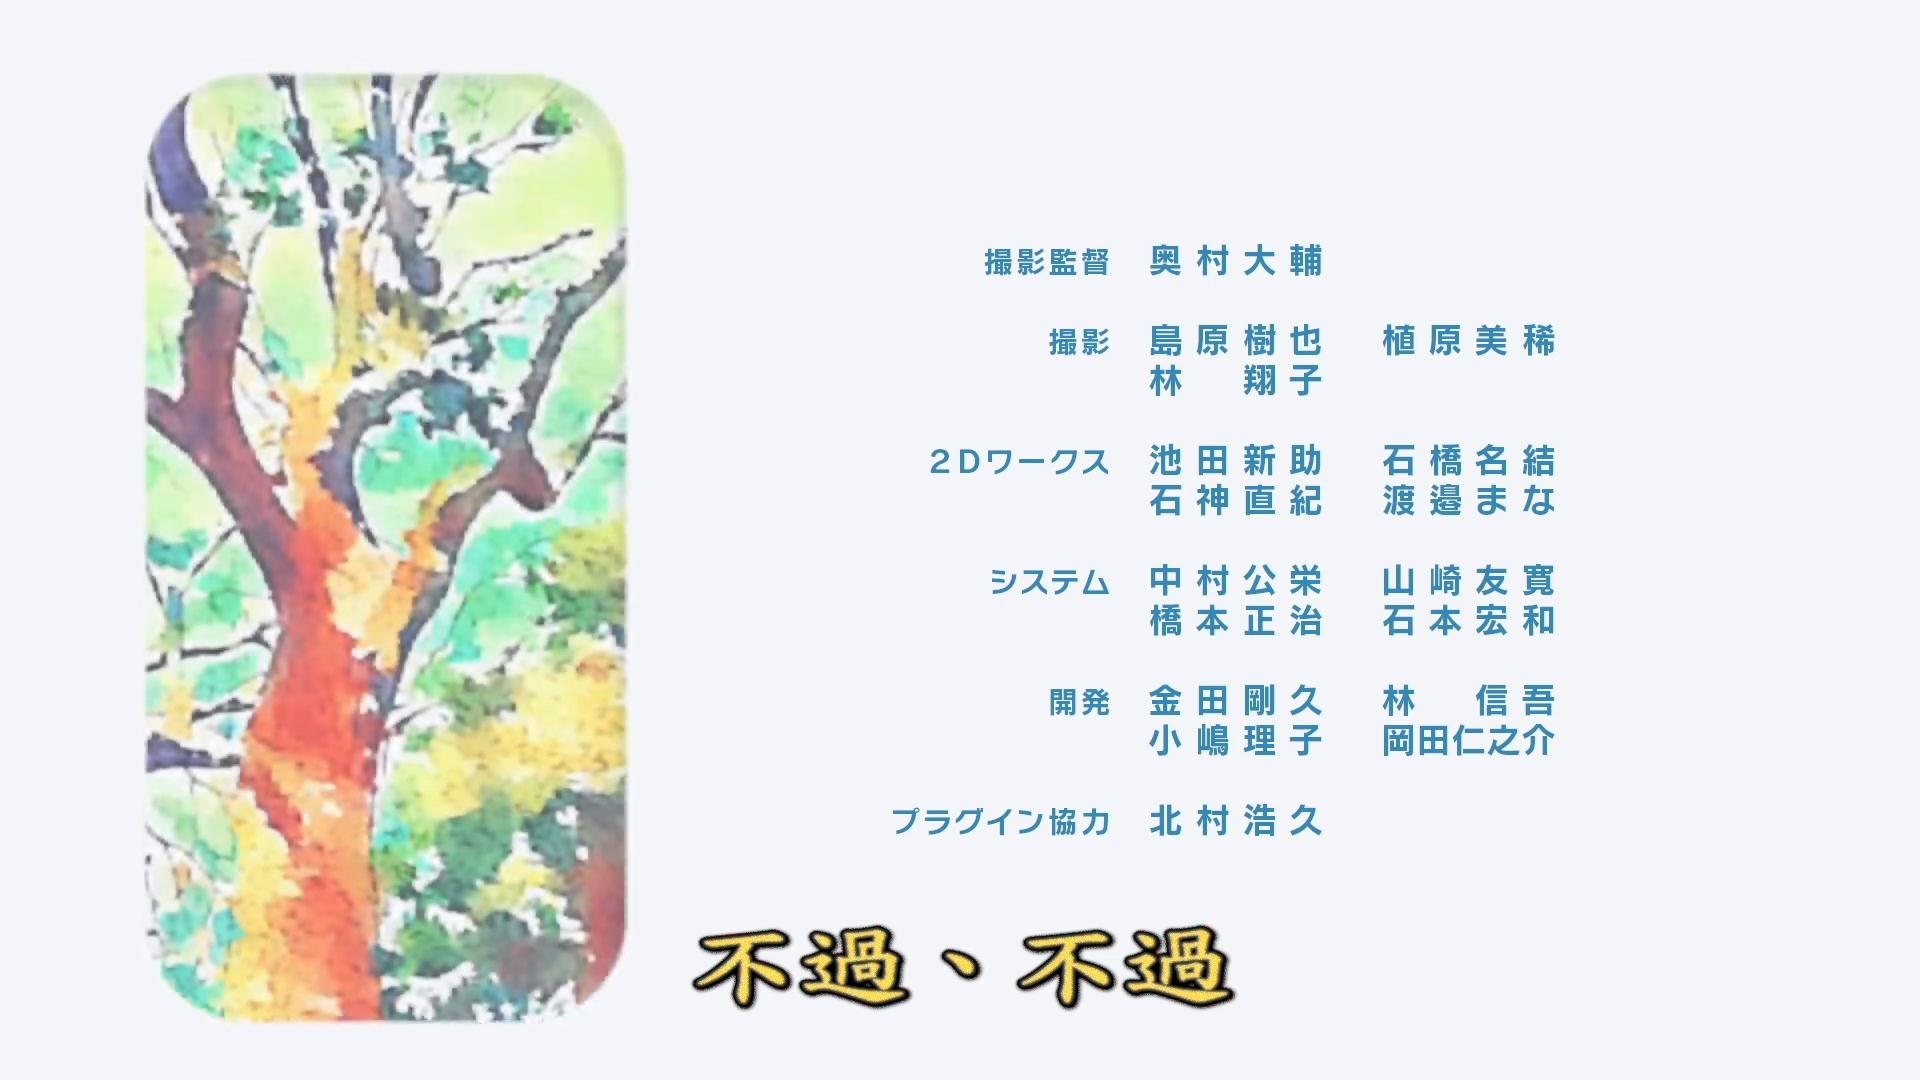 撮影監督 奥村大輔
撮影 島原樹也 植原美稀
林 翔子
2Dワークス 池田新助 石橋名結
石神直紀 渡邉まな
システム 中村公栄 山崎友寛
橋本正治 石本宏和
開発 金田剛久 林 信吾
小嶋理子 岡田仁之介
プラグイン協力 北村浩久
不過、不過